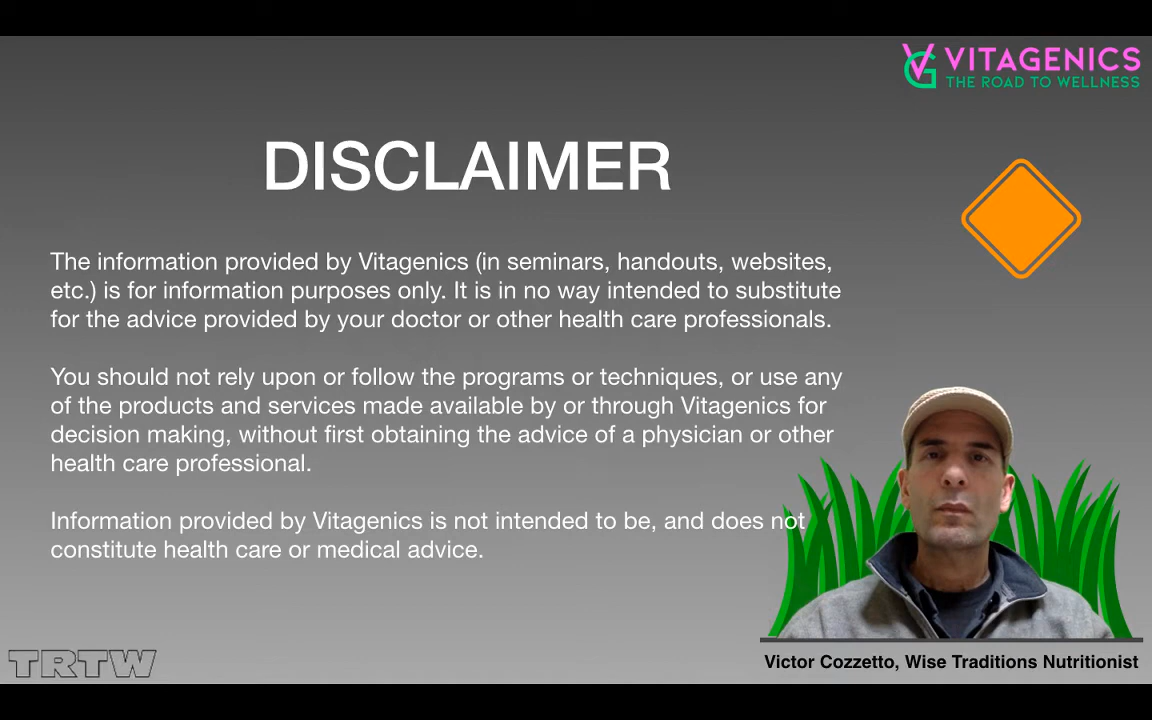 VG VITAGENICS
THE ROAD TO WELLNESS
DISCLAIMER
The information provided by Vitagenics (in seminars, handouts, websites,
etc.) is for information purposes only. It is in no way intended to substitute
for the advice provided by your doctor or other health care professionals.
You should not rely upon or follow the programs or techniques, or use any
of the products and services made available by or through Vitagenics for
decision making, without first obtaining the advice of a physician or other
health care professional.
Information provided by Vitagenics is not intended to be, and does not
constitute health care or medical advice.
TRTW
Victor Cozzetto, Wise Traditions Nutritionist